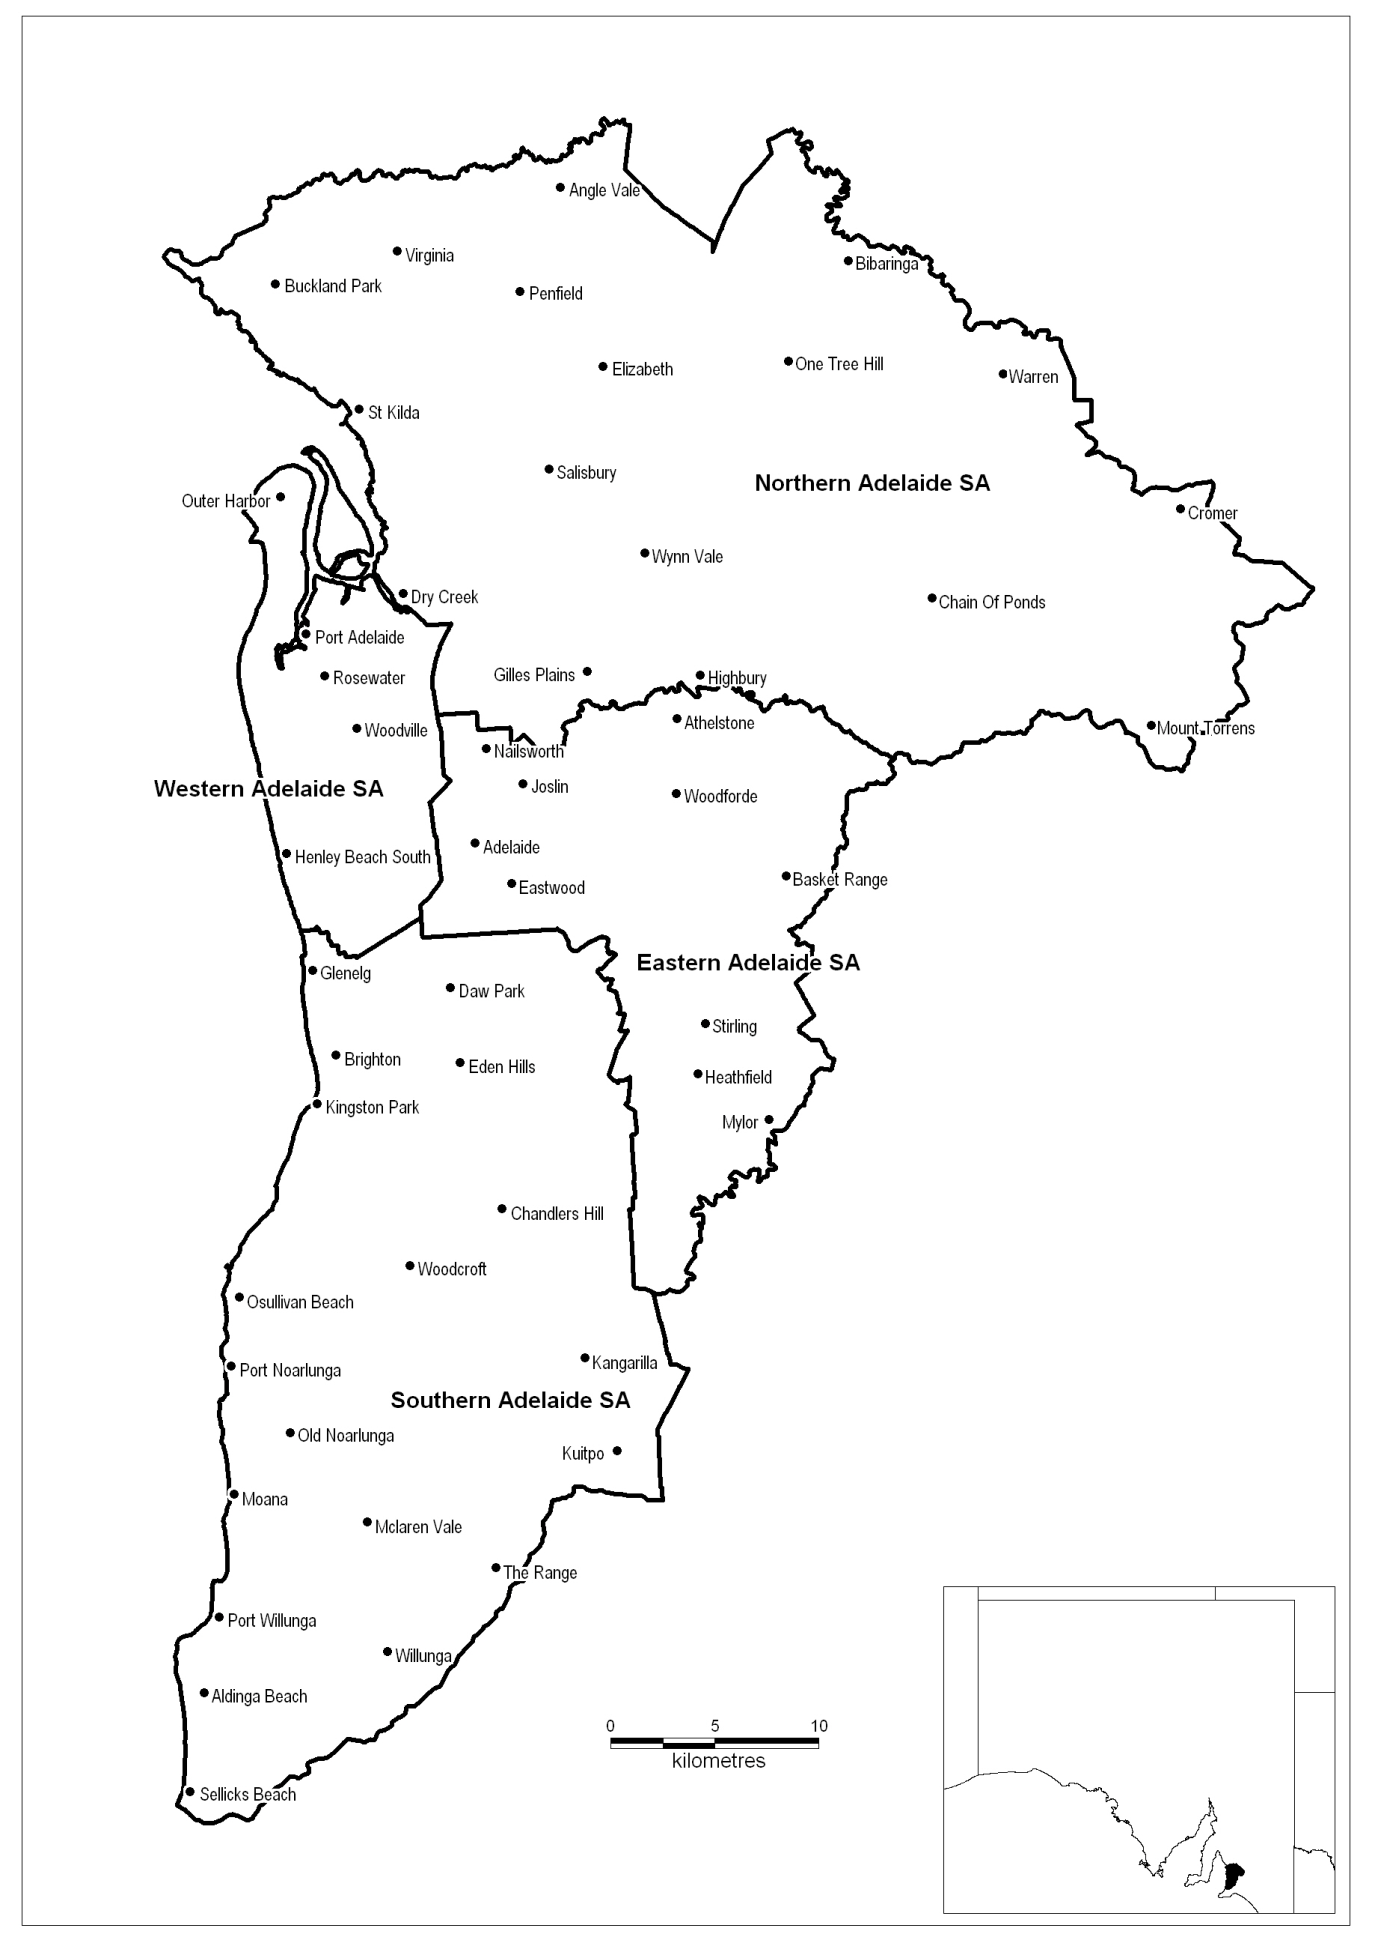 Angle Vale
Virginia
Bibaringa
Buckland Park
Penfield
One Tree Hill
Elizabeth
Warren
St Kilda
Salisbury
Northern Adelaide SA
Outer Harbor
Cromer
Wynn Vale
Dry Creek
Chain Of Ponds
Port Adelaide
Gilles Plains
Rosewater
Highbury
Athelstone
Woodville
Mount Torrens
Nailsworth
Joslin
Western Adelaide SA
Woodforde
Adelaide
Henley Beach South
Basket Range
Eastwood
Eastern Adelaide SA
Glenelg
Daw Park
Stirling
Brighton
Eden Hills
Heathfield
Kingston Park
Mylor
Chandlers Hill
Woodcroft
Osullivan Beach
Kangarilla
Port Noarlunga
Southern Adelaide SA
Old Noarlunga
Kuitpo
Moana
Mclaren Vale
The Range
Port Willunga
Willunga
Aldinga Beach
0 5 10
kilometres
Sellicks Beach